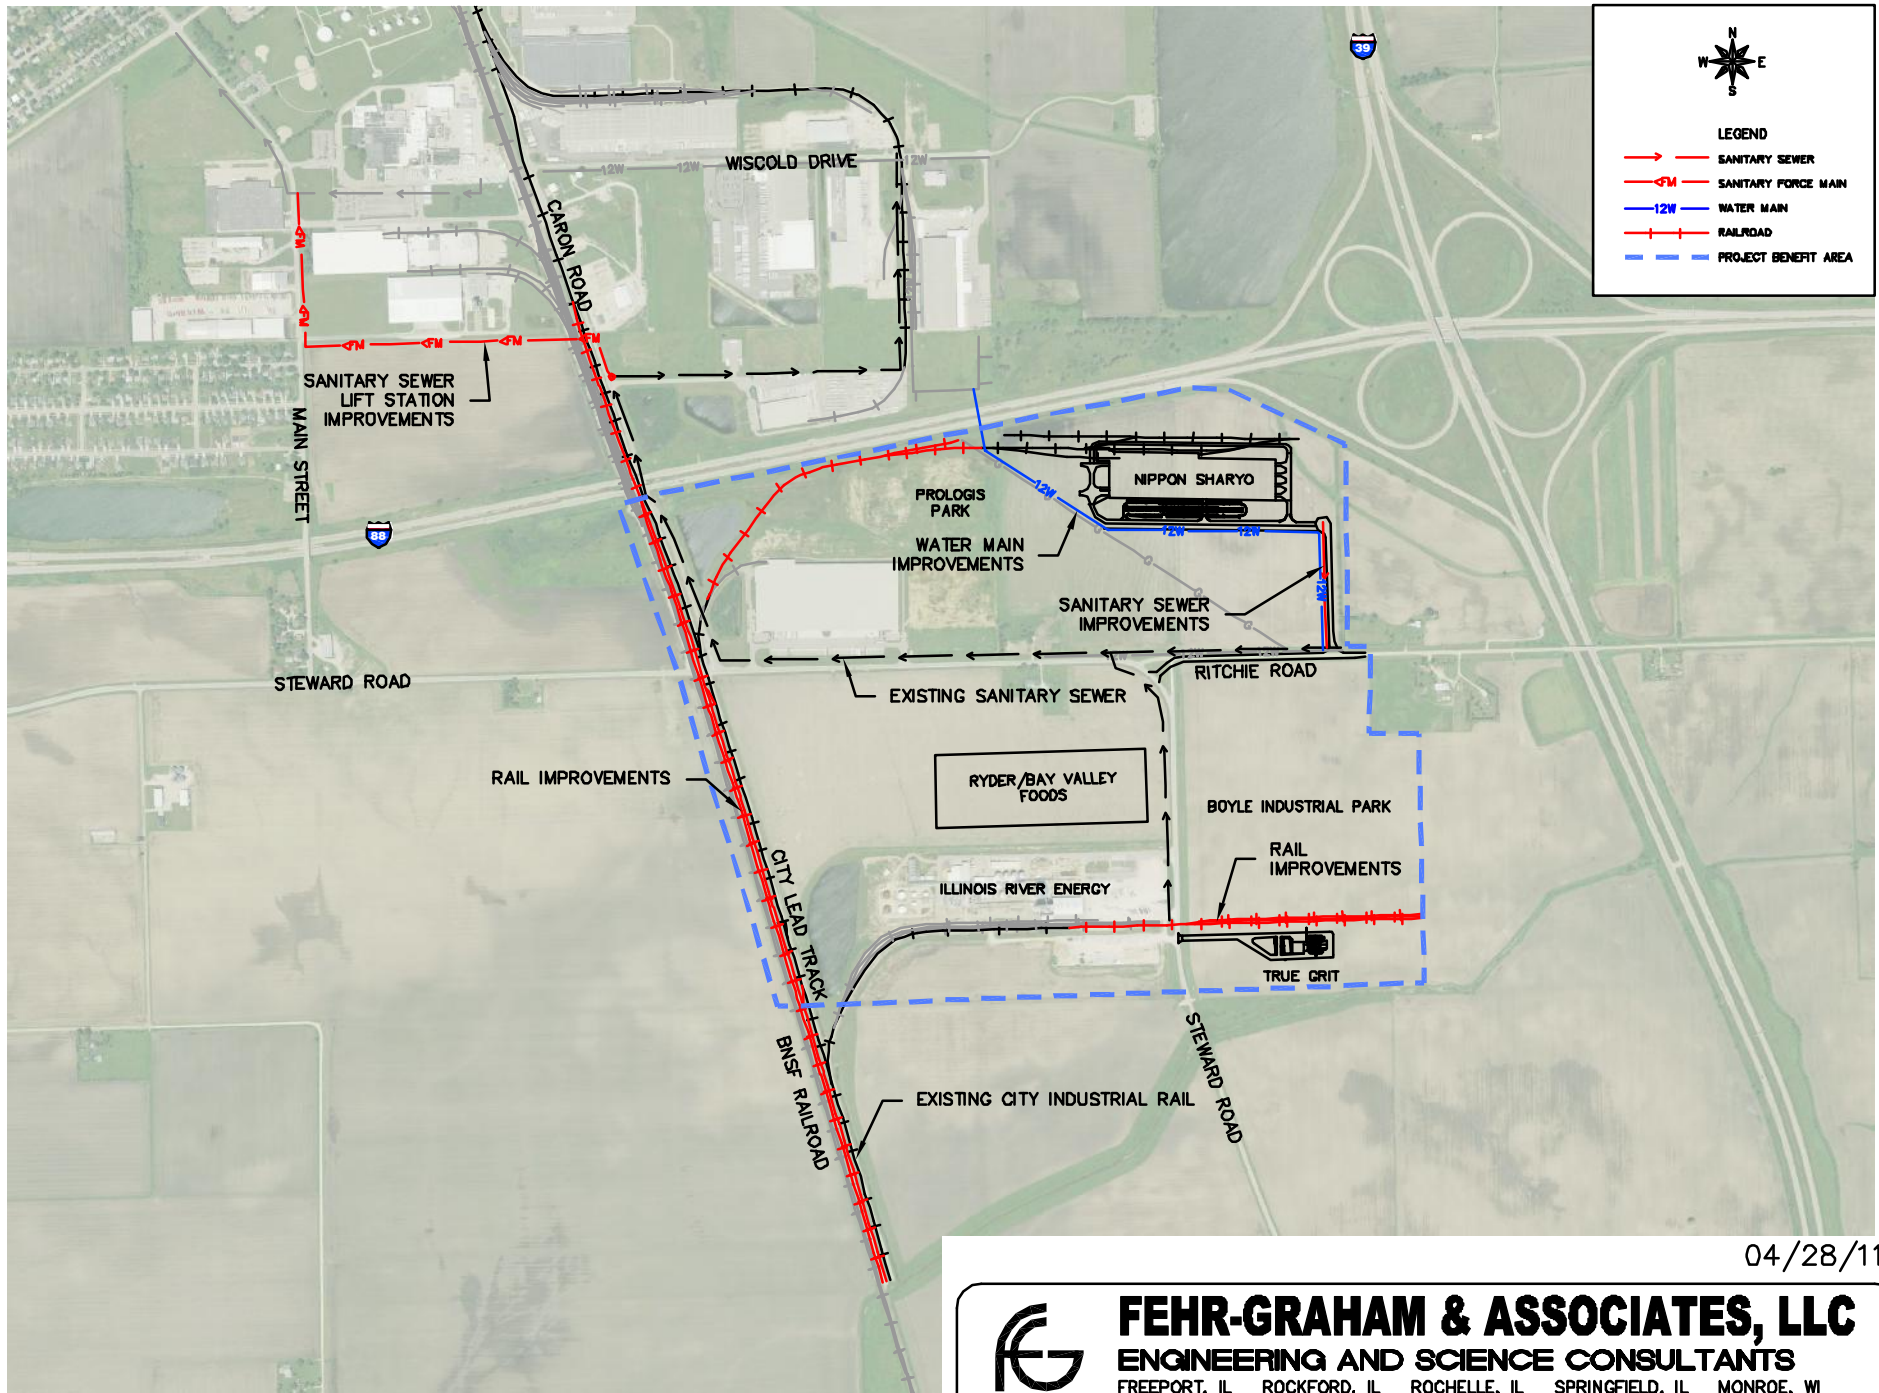 39
N
W E
S
LEGEND
SANITARY SEWER
FM
SANITARY FORCE MAIN
12W
WATER MAIN
RAILROAD
PROJECT BENEFIT AREA
12W
12W
WISCOLD DRIVE
12W
CARON ROAD
FM
FM
FM
FM
FM
FM
SANITARY SEWER
LIFT STATION
IMPROVEMENTS
MAIN STREET
88
NIPPON SHARYO
PROLOGIS
PARK
12W
12W
12W
WATER MAIN
IMPROVEMENTS
G
G
G
12W
SANITARY SEWER
IMPROVEMENTS
RITCHIE ROAD
STEWARD ROAD
EXISTING SANITARY SEWER
RAIL IMPROVEMENTS
RYDER/BAY VALLEY
FOODS
BOYLE INDUSTRIAL PARK
RAIL
IMPROVEMENTS
CITY LEAD TRACK
ILLINOIS RIVER ENERGY
TRUE GRIT
BNSF RAILROAD
STEWARD ROAD
EXISTING CITY INDUSTRIAL RAIL
04/28/11
FG
FEHR-GRAHAM & ASSOCIATES, LLC
ENGINEERING AND SCIENCE CONSULTANTS
FREEPORT, IL ROCKFORD, IL ROCHELLE, IL SPRINGFIELD, IL MONROE, WI